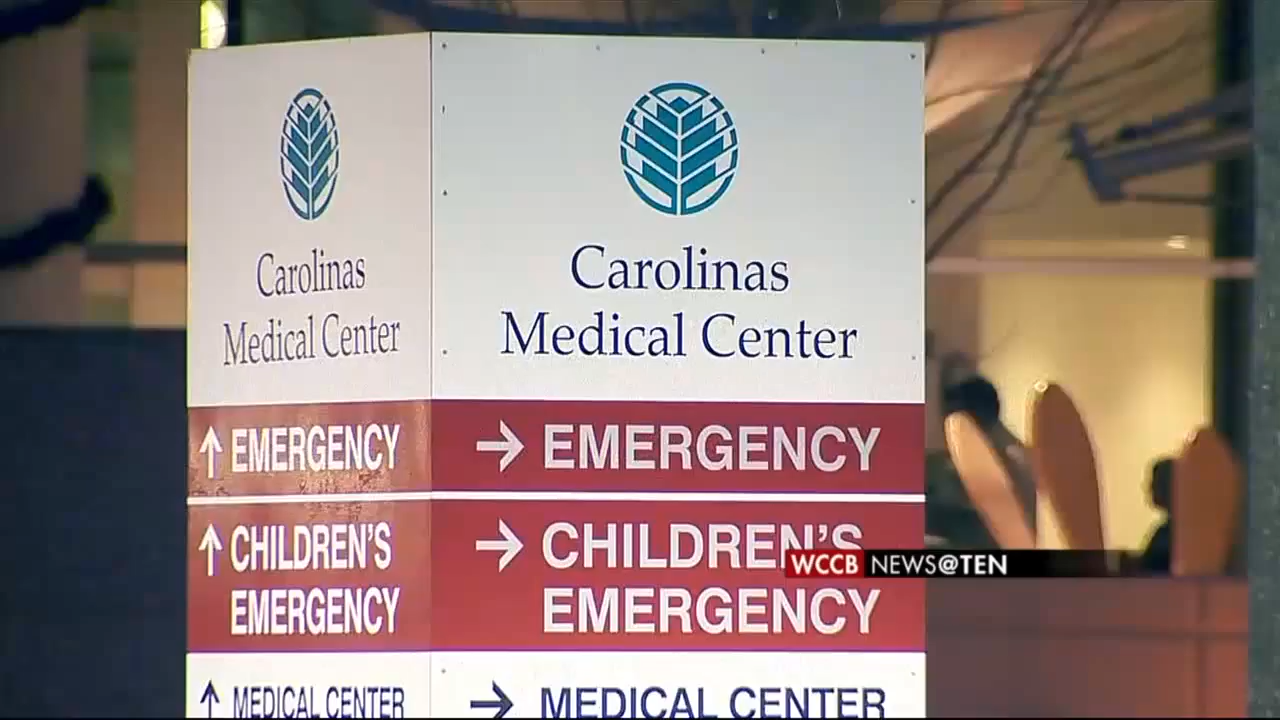 Carolinas
Medical Center
↑ EMERGENCY
↑ CHILDREN'S
EMERGENCY
↑ MEDICAL CENTER
Carolinas
Medical Center
→ EMERGENCY
→ CHILDREN'S
EMERGENCY
→ MEDICAL CENTER
WCCB NEWS@TEN